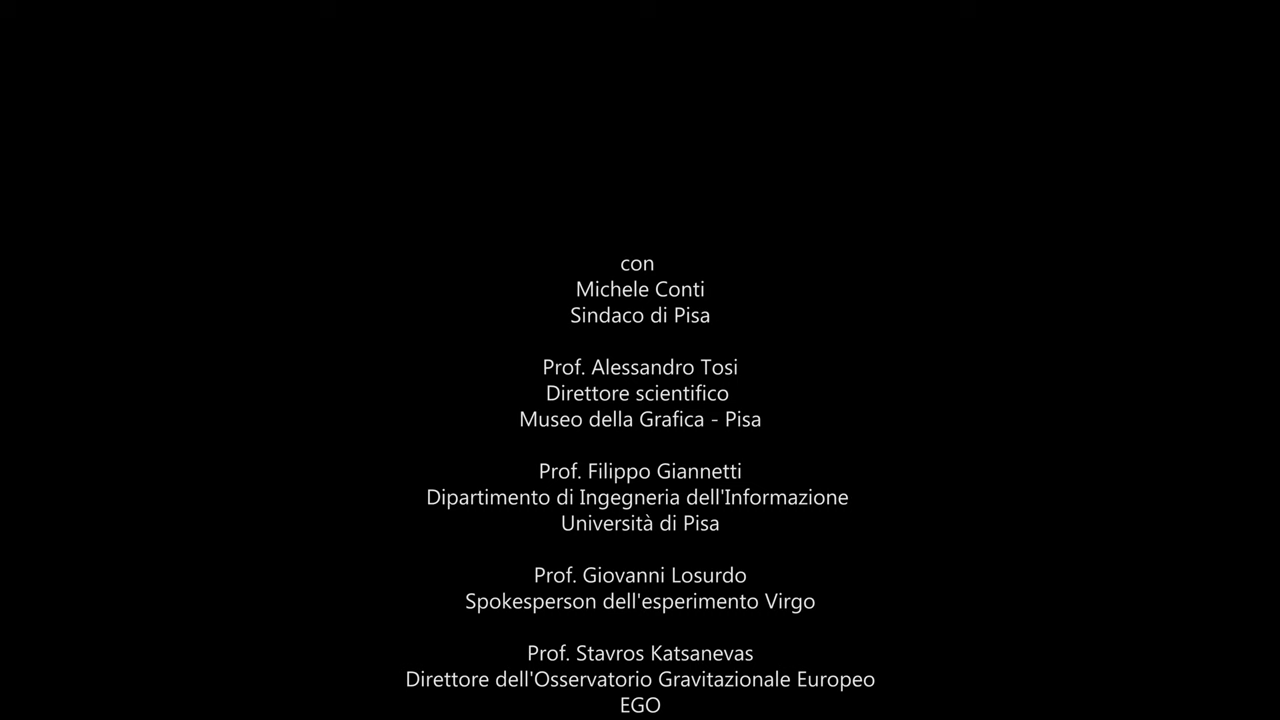 con
Michele Conti
Sindaco di Pisa
Prof. Alessandro Tosi
Direttore scientifico
Museo della Grafica - Pisa
Prof. Filippo Giannetti
Dipartimento di Ingegneria dell'Informazione
Università di Pisa
Prof. Giovanni Losurdo
Spokesperson dell'esperimento Virgo
Prof. Stavros Katsanevas
Direttore dell'Osservatorio Gravitazionale Europeo
EGO